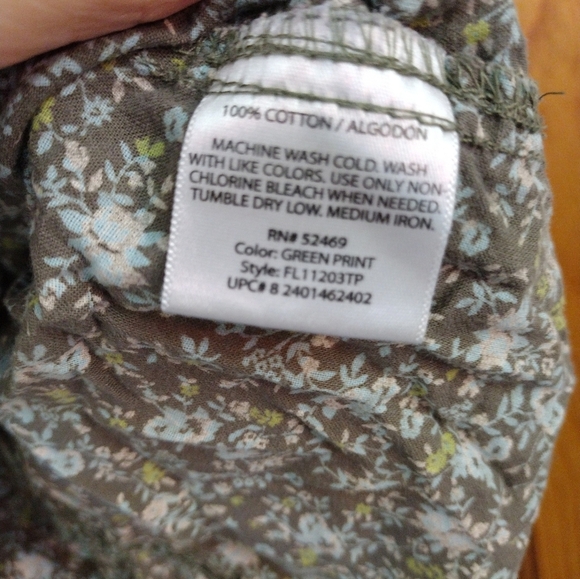 100% COTTON / ALGODÓN
MACHINE WASH COLD. WASH
WITH LIKE COLORS. USE ONLY NON-
CHLORINE BLEACH WHEN NEEDED.
TUMBLE DRY LOW. MEDIUM IRON.
RN# 52469
Color: GREEN PRINT
Style: FL11203TP
UPC# 8 2401462402